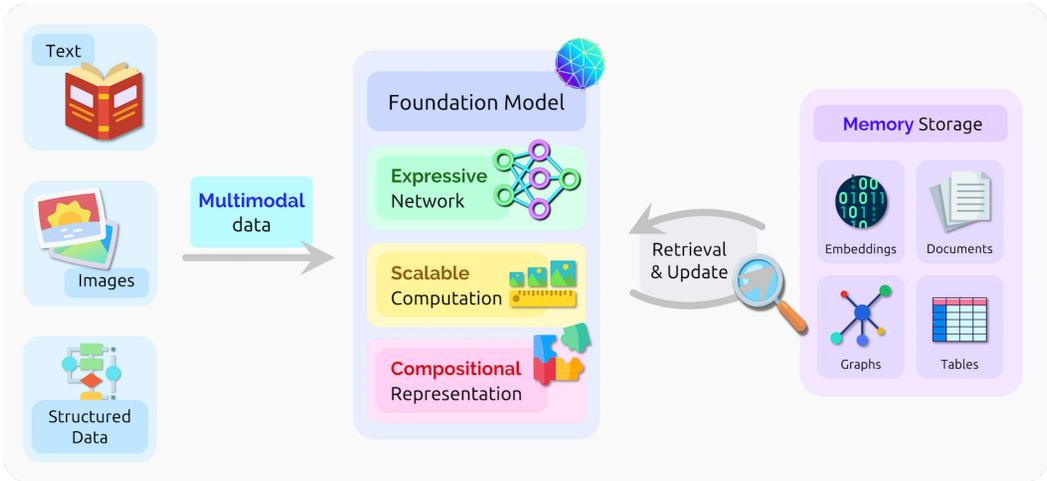 Text
Images
Structured
Data
Multimodal
data
Foundation Model
Expressive
Network
Scalable
Computation
Compositional
Representation
Retrieval
& Update
Memory Storage
Embeddings
Documents
Graphs
Tables